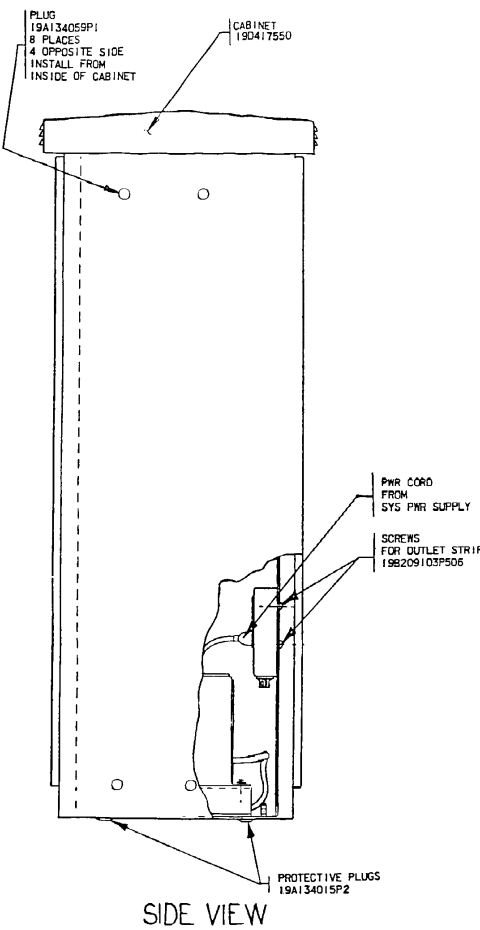 PLUG
19A134059P1
8 PLACES
4 OPPOSITE SIDE
INSTALL FROM
INSIDE OF CABINET
CABINET
19D417550
PWR CORD
FROM
SYS PWR SUPPLY
SCREWS
FOR OUTLET STRIP
19B209103P506
PROTECTIVE PLUGS
19A134015P2
SIDE VIEW